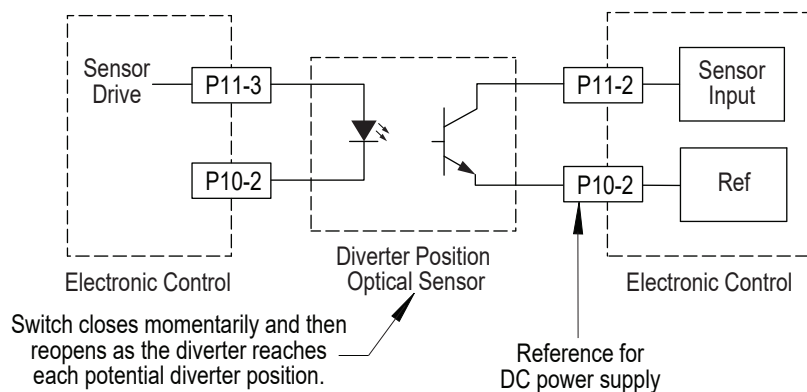 Sensor
Drive
P11-3
P10-2
Electronic Control
Diverter Position
Optical Sensor
P11-2
P10-2
Sensor
Input
Ref
Electronic Control
Switch closes momentarily and then
reopens as the diverter reaches
each potential diverter position.
Reference for
DC power supply